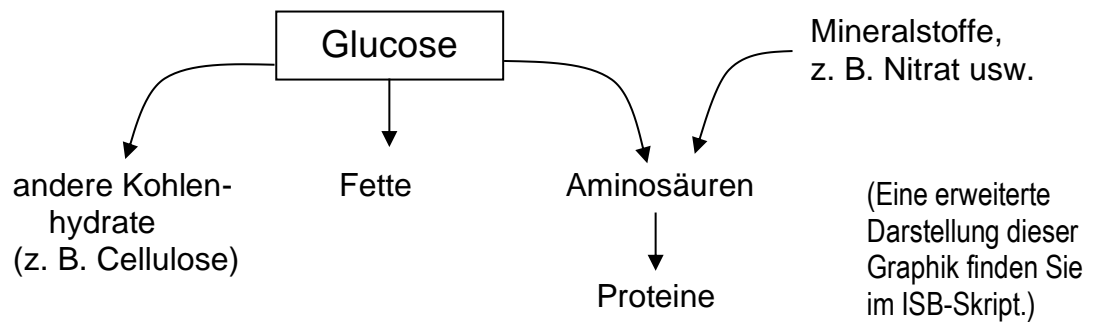 Glucose
Mineralstoffe,
z. B. Nitrat usw.
andere Kohlen-
hydrate
(z. B. Cellulose)
Fette
Aminosäuren
Proteine
(Eine erweiterte
Darstellung dieser
Graphik finden Sie
im ISB-Skript.)